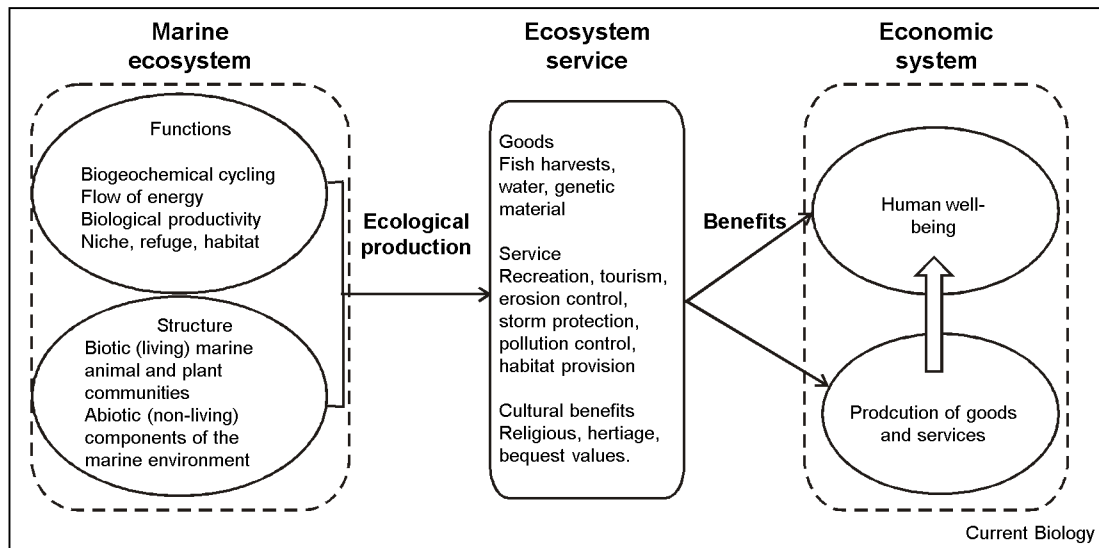 Marine
ecosystem
Functions
Biogeochemical cycling
Flow of energy
Biological productivity
Niche, refuge, habitat
Structure
Biotic (living) marine
animal and plant
communities
Abiotic (non-living)
components of the
marine environment
Ecological
production
Ecosystem
service
Goods
Fish harvests,
water, genetic
material
Service
Recreation, tourism,
erosion control,
storm protection,
pollution control,
habitat provision
Cultural benefits
Religious, hertiage,
bequest values.
Benefits
Economic
system
Human well-
being
Prodcution of goods
and services
Current Biology